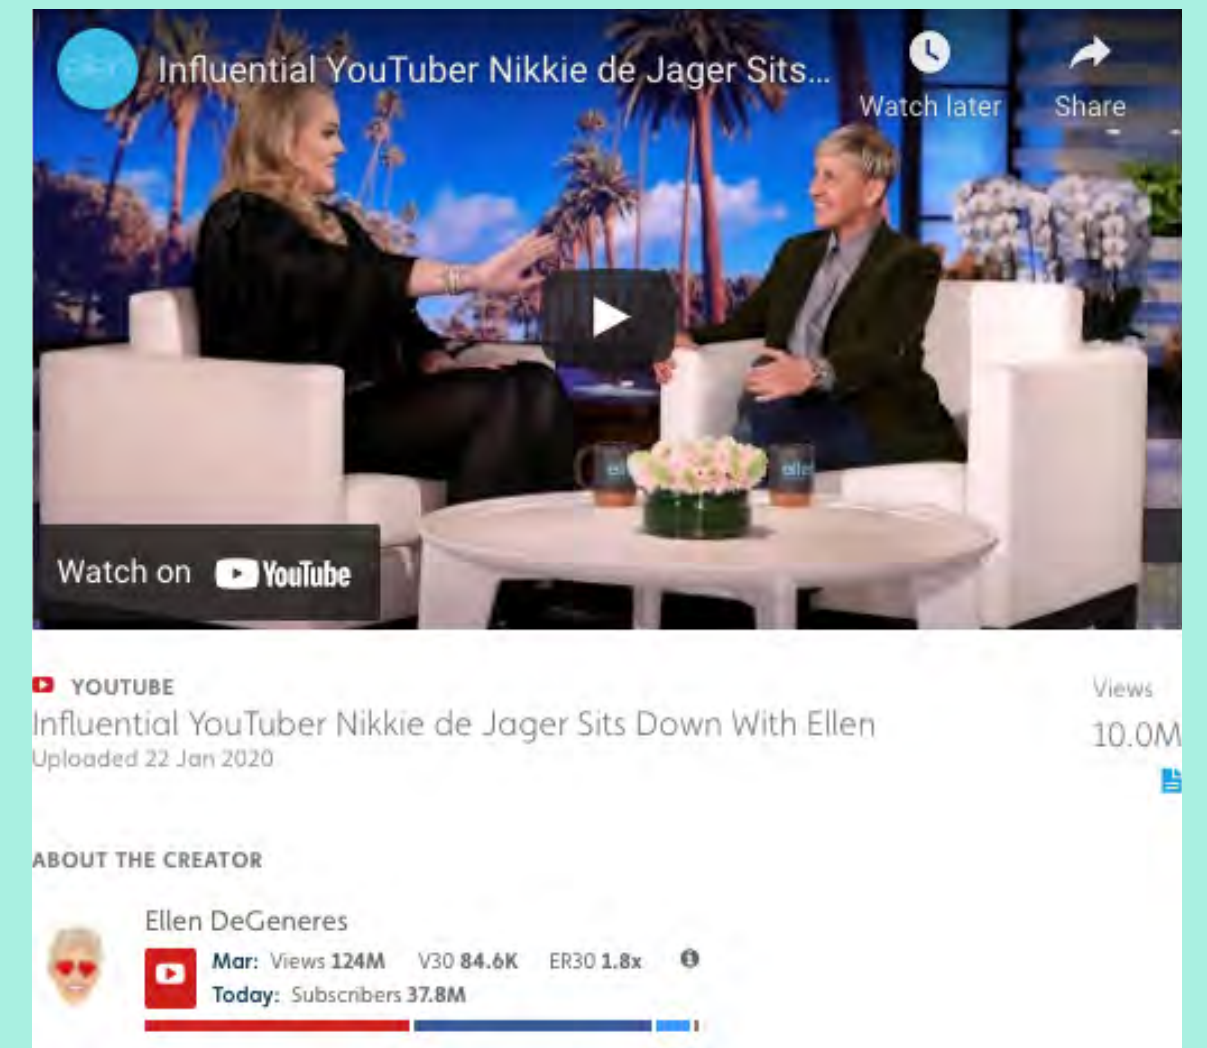 Influential YouTuber Nikkie de Jager Sits...
Watch later
Share
elle
Watch on YouTube
YOUTUBE
Influential YouTuber Nikkie de Jager Sits Down With Ellen
Uploaded 22 Jan 2020
Views
10.0M
ABOUT THE CREATOR
Ellen DeGeneres
Mar: Views 124M V30 84.6K ER30 1.8x
Today: Subscribers 37.8M